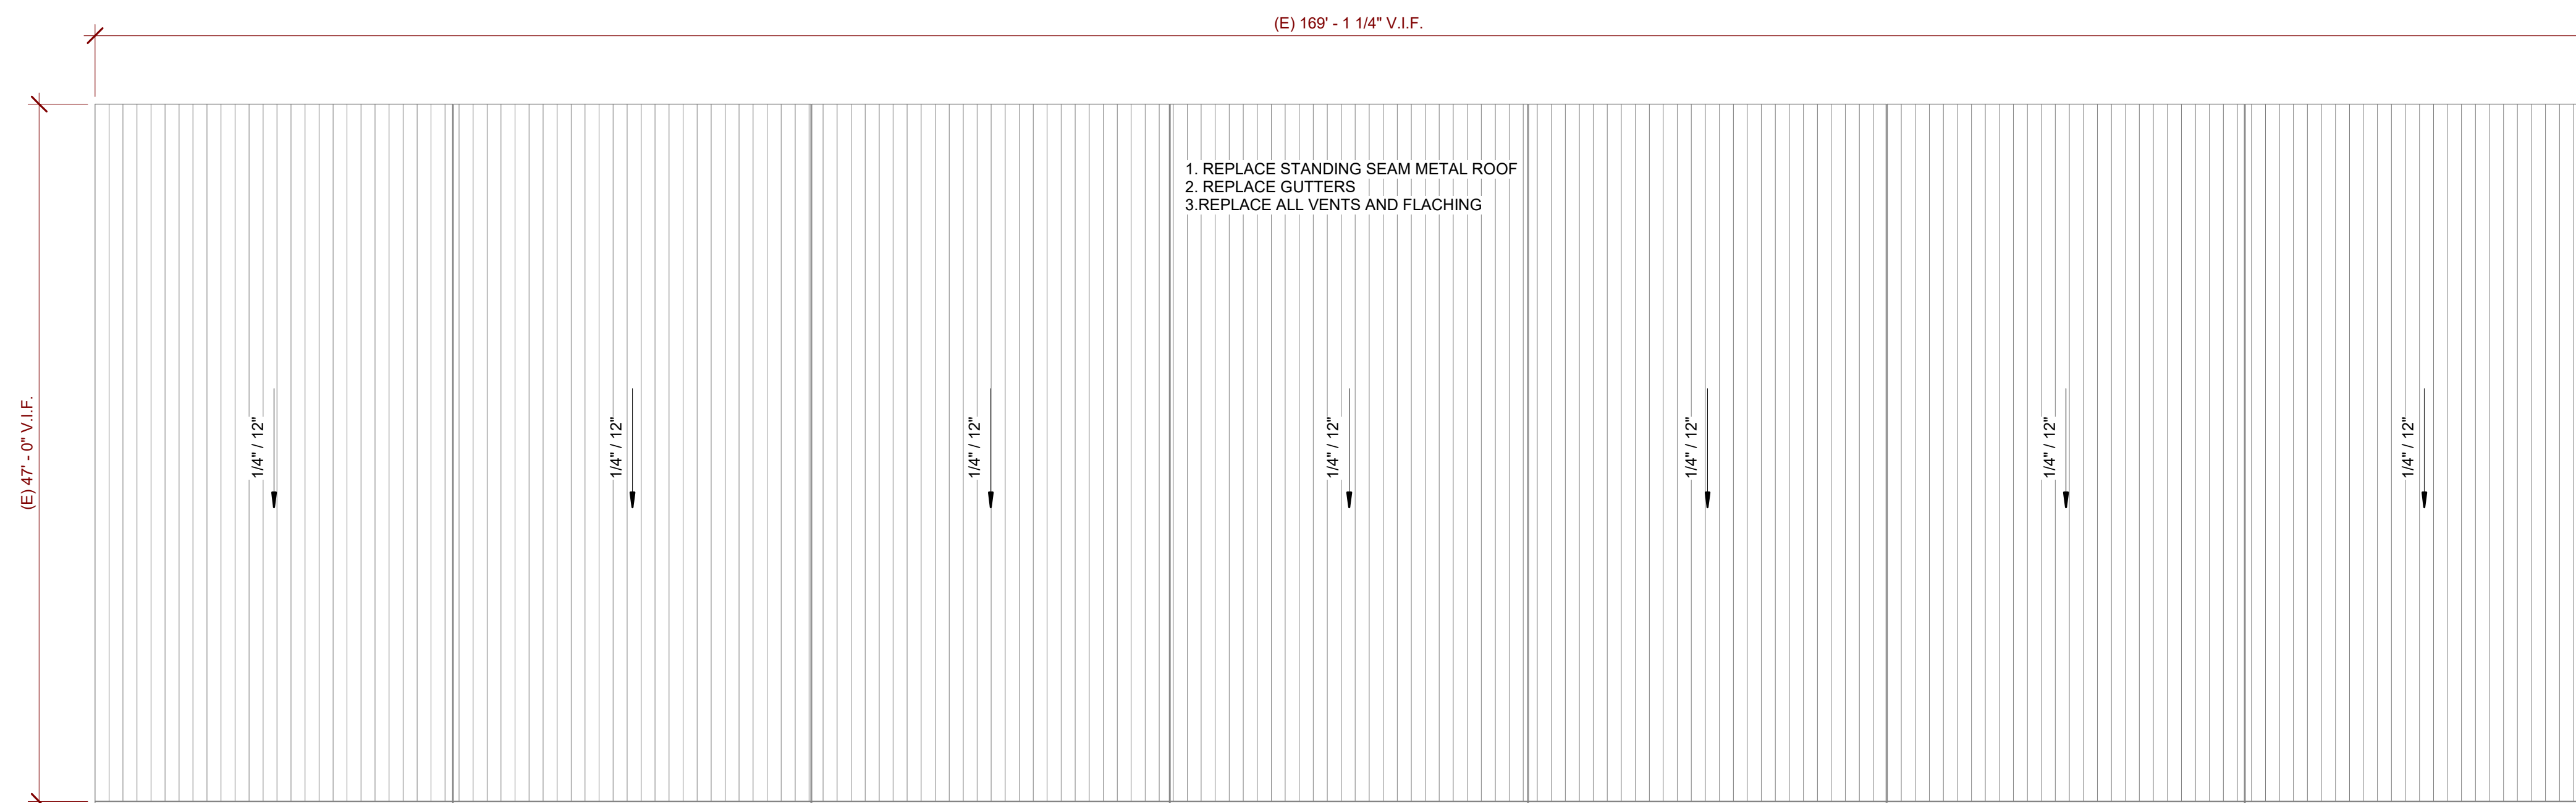 (E) 169' - 1 1/4" V.I.F.
1. REPLACE STANDING SEAM METAL ROOF
2. REPLACE GUTTERS
3.REPLACE ALL VENTS AND FLACHING
(E) 47' - 0" V.I.F.
1/4" / 12"
1/4" / 12"
1/4" / 12"
1/4" / 12"
1/4" / 12"
1/4" / 12"
1/4" / 12"